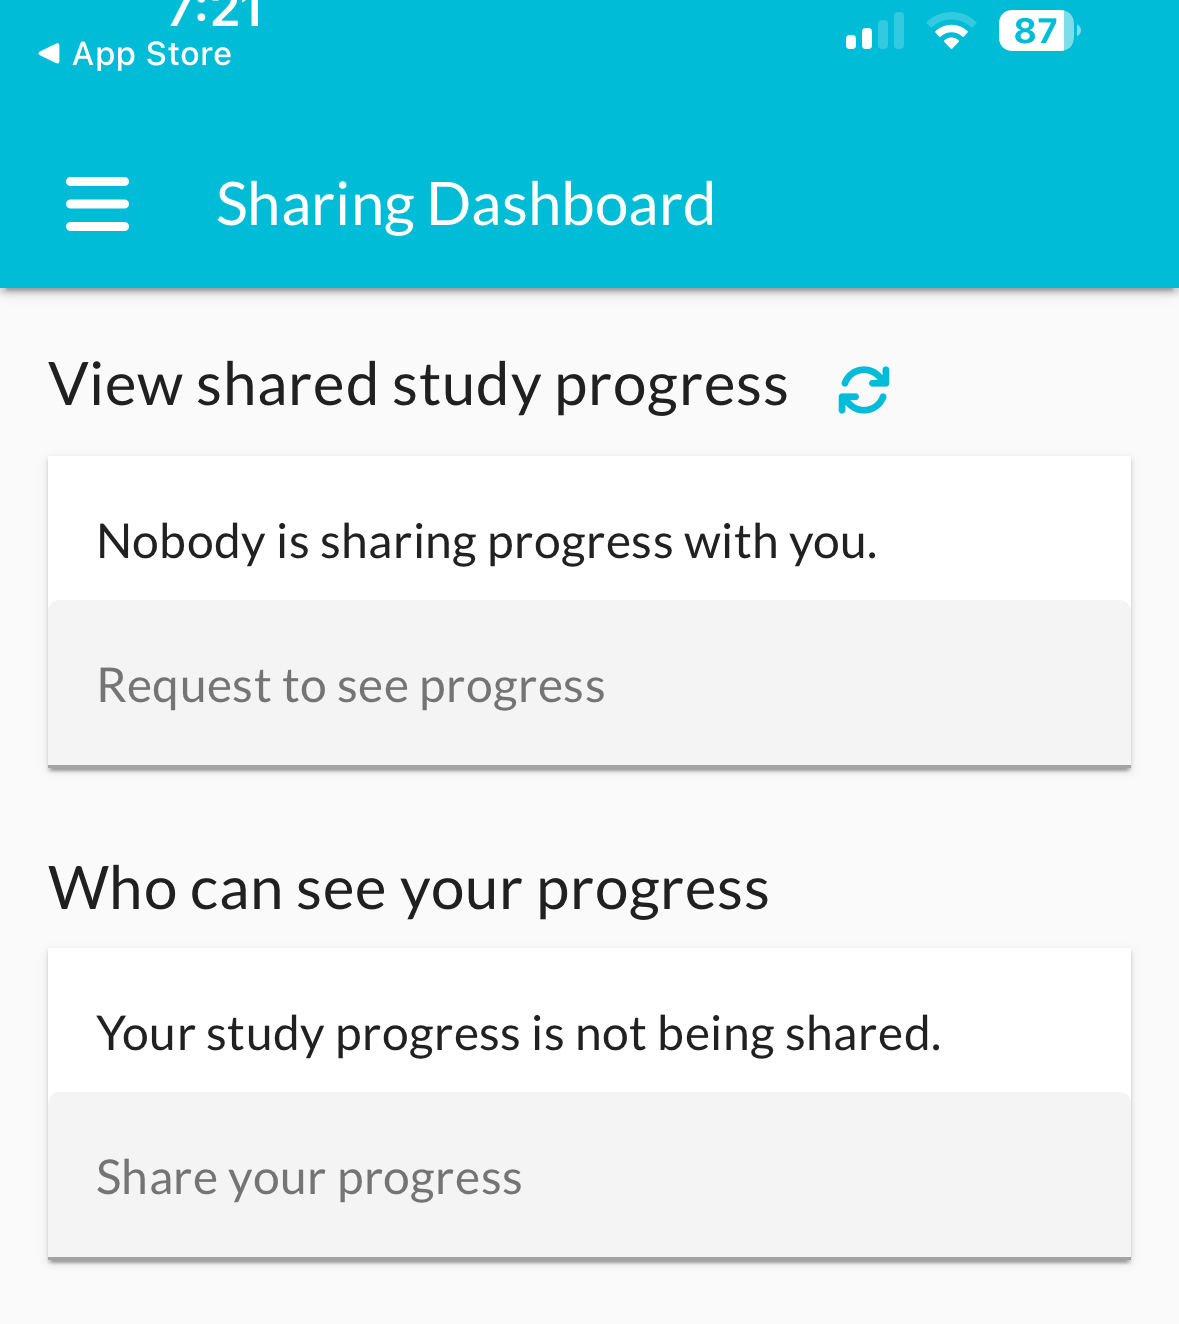 7:21
App Store
87
Sharing Dashboard
View shared study progress
Nobody is sharing progress with you.
Request to see progress
Who can see your progress
Your study progress is not being shared.
Share your progress